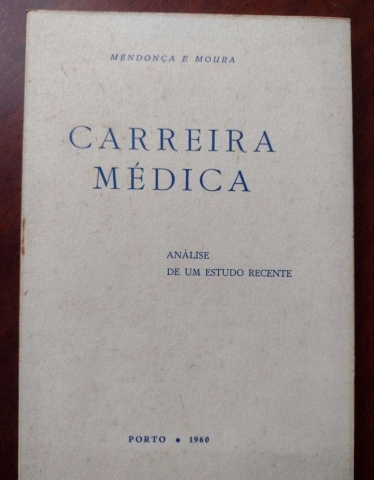 MENDONÇA E MOURA
CARREIRA
MÉDICA
ANÁLISE
DE UM ESTUDO RECENTE
PORTO • 1960